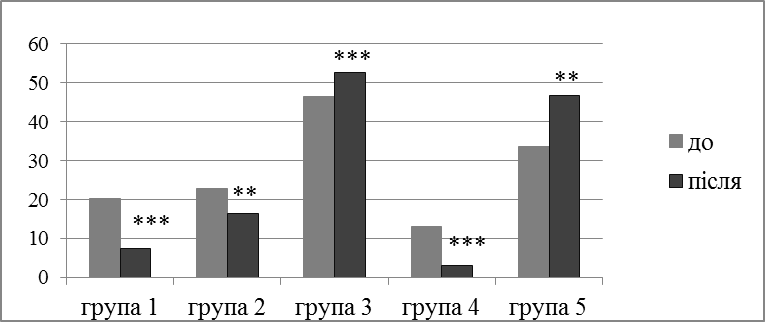 60
50
40
30
20
10
0
***
**
***
***
**
група 1
група 2
група 3
група 4
група 5
до
після